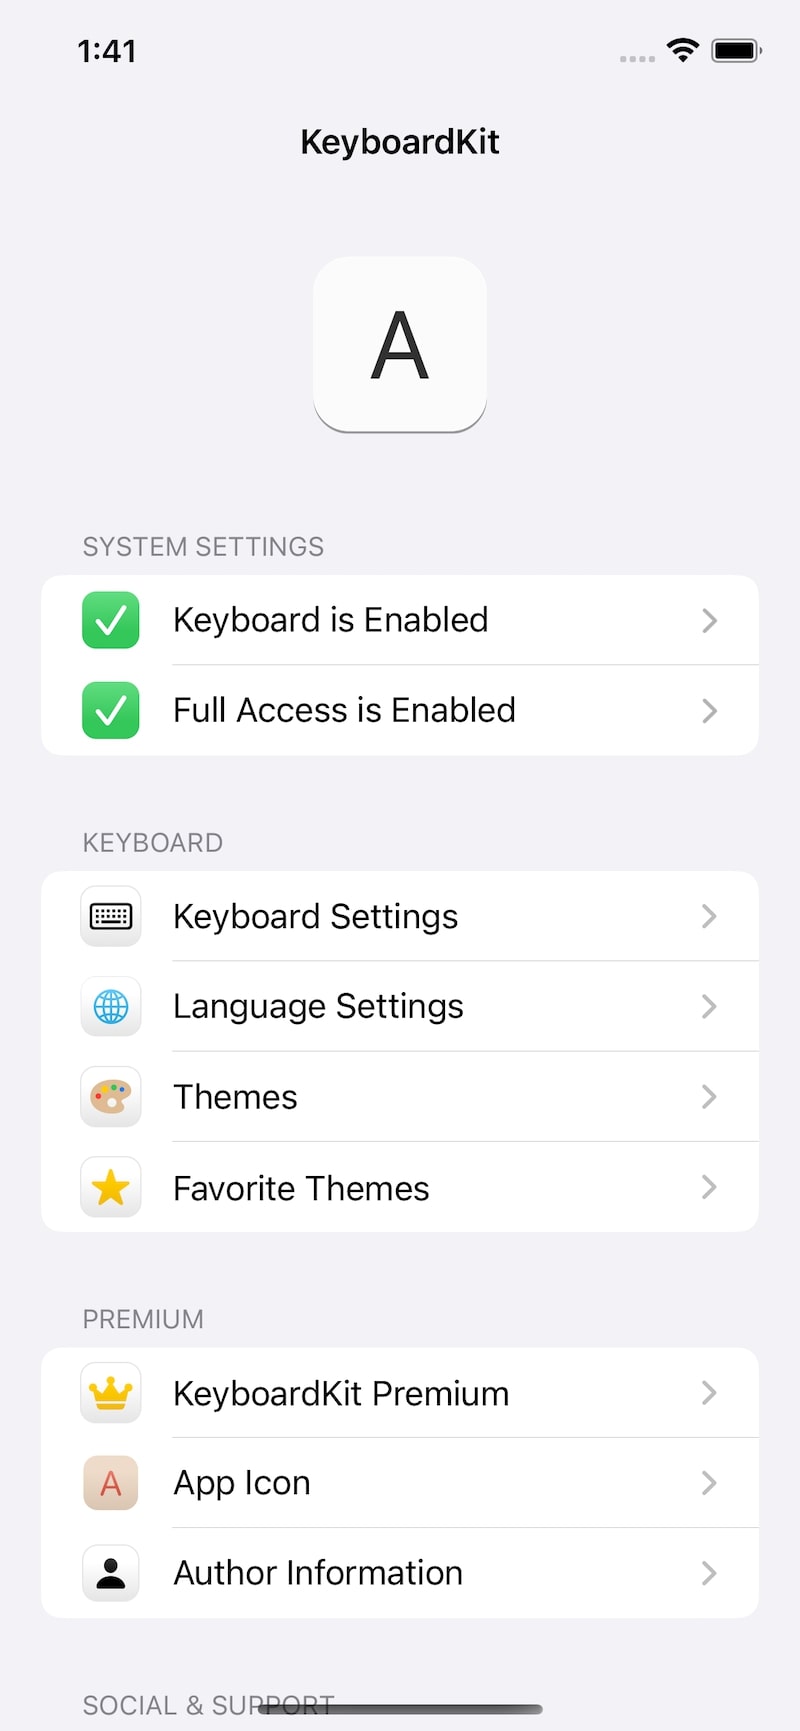 1:41
KeyboardKit
A
SYSTEM SETTINGS
Keyboard is Enabled
Full Access is Enabled
KEYBOARD
Keyboard Settings
Language Settings
Themes
Favorite Themes
PREMIUM
KeyboardKit Premium
A
App Icon
Author Information
SOCIAL & SUPPORT